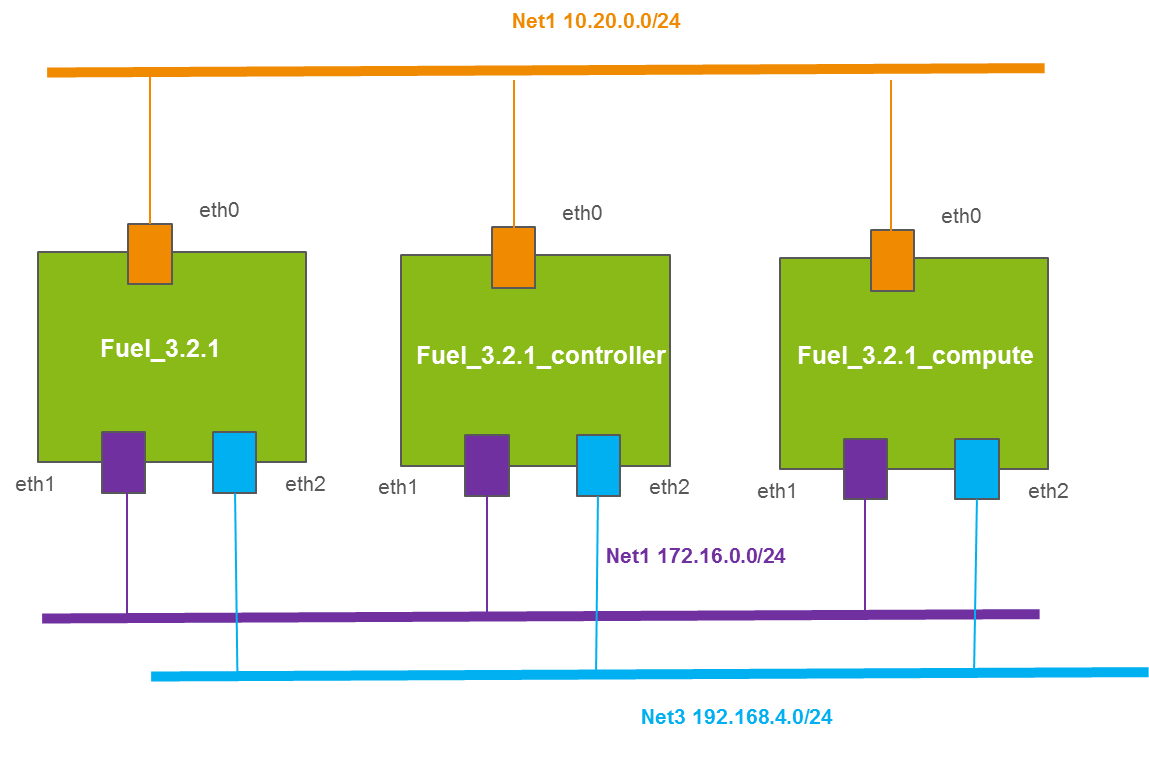 Net1 10.20.0.0/24
eth0
eth0
eth0
Fuel_3.2.1
Fuel_3.2.1_controller
Fuel_3.2.1_compute
eth1
eth2
eth1
eth2
eth1
eth2
Net1 172.16.0.0/24
Net3 192.168.4.0/24